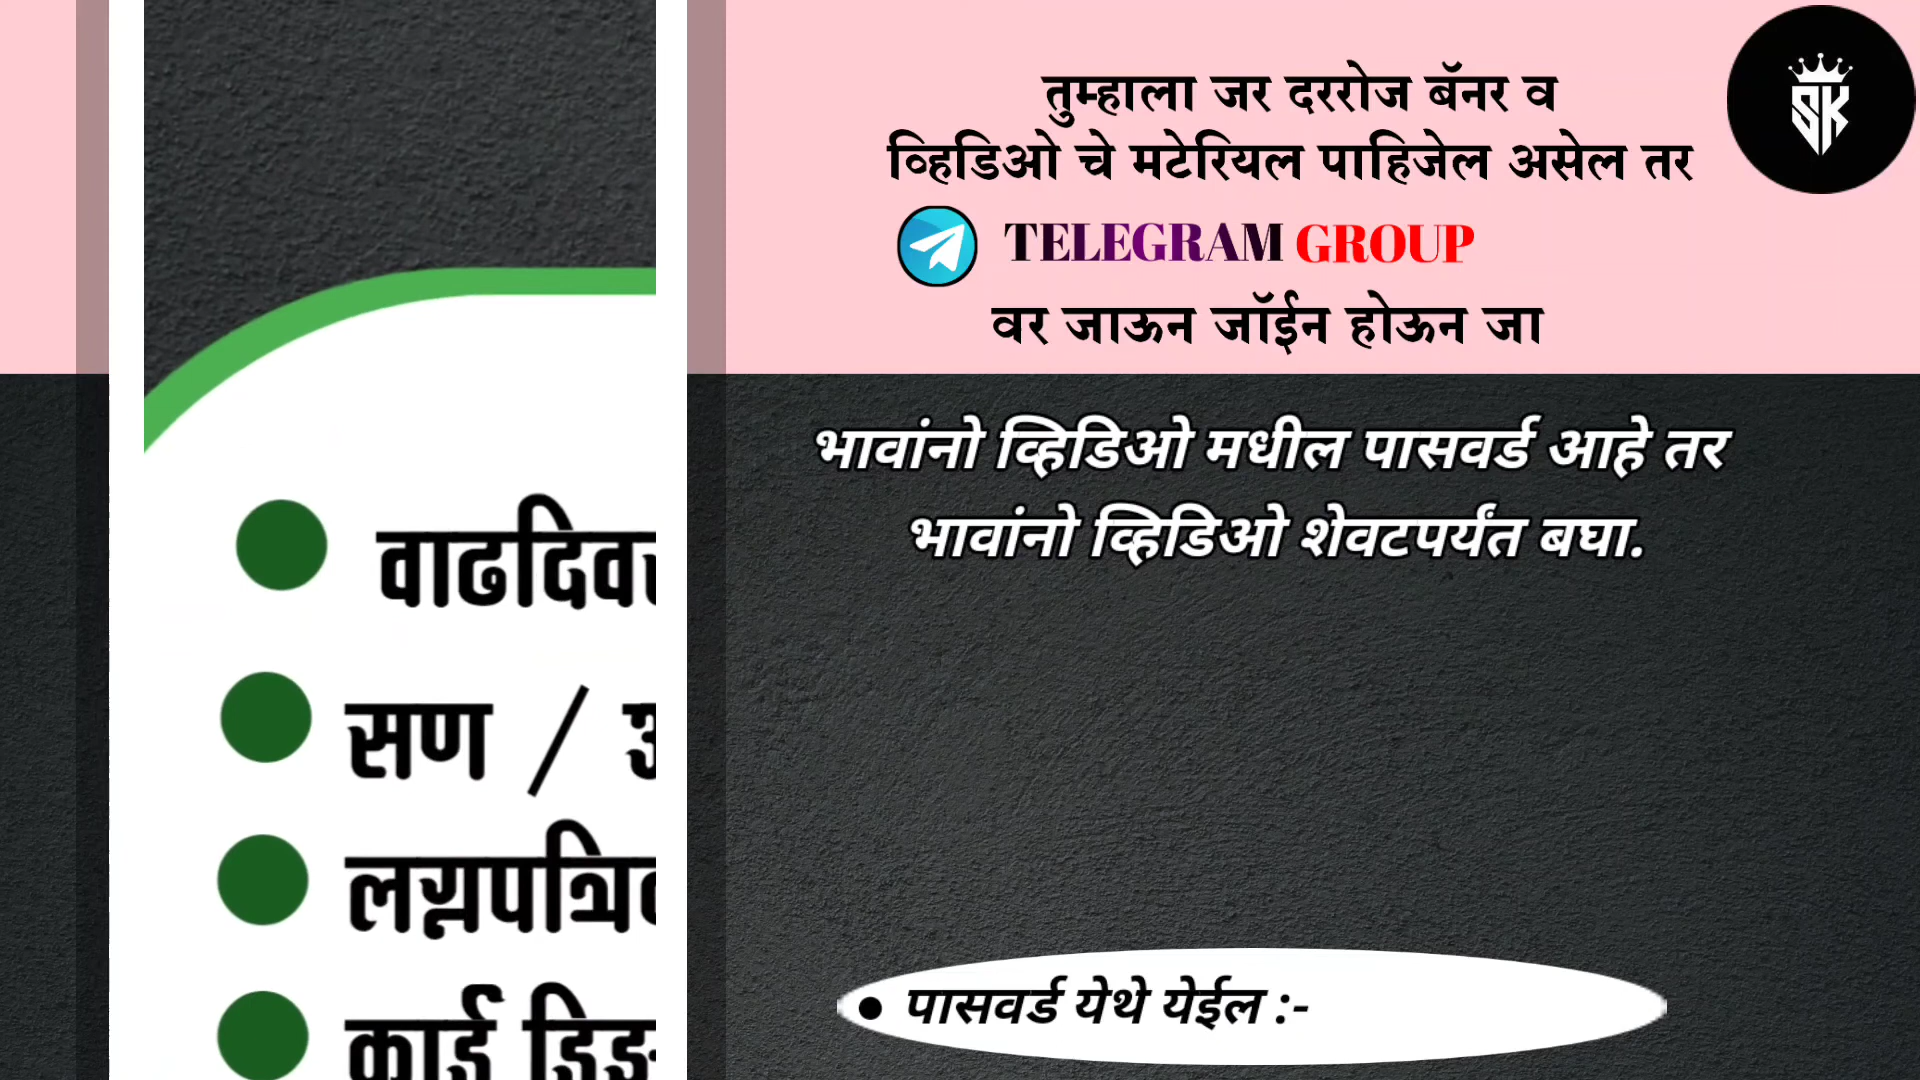 तुम्हाला जर दररोज बॅनर व
व्हिडिओ चे मटेरियल पाहिजेल असेल तर
TELEGRAM GROUP
वर जाऊन जॉईन होऊन जा
SK
भावांनो व्हिडिओ मधील पासवर्ड आहे तर
भावांनो व्हिडिओ शेवटपर्यंत बघा.
● पासवर्ड येथे येईल :-
● सण /